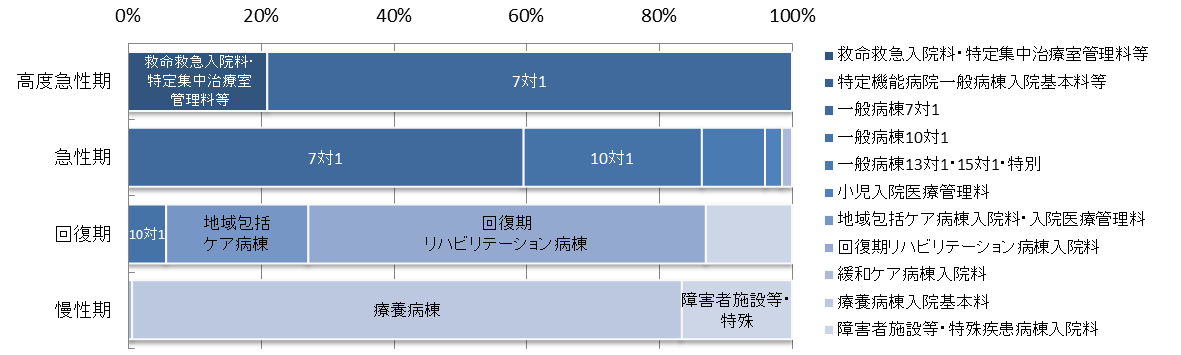 0%
20%
40%
60%
80%
100%
高度急性期
救命救急入院料・
特定集中治療室
管理料等
7対1
急性期
7対1
10対1
回復期
10対1
地域包括
ケア病棟
回復期
リハビリテーション病棟
慢性期
療養病棟
障害者施設等・
特殊
救命救急入院料・特定集中治療室管理料等
特定機能病院一般病棟入院基本料等
一般病棟7対1
一般病棟10対1
一般病棟13対1・15対1・特別
小児入院医療管理料
地域包括ケア病棟入院料・入院医療管理料
回復期リハビリテーション病棟入院料
緩和ケア病棟入院料
療養病棟入院基本料
障害者施設等・特殊疾患病棟入院料